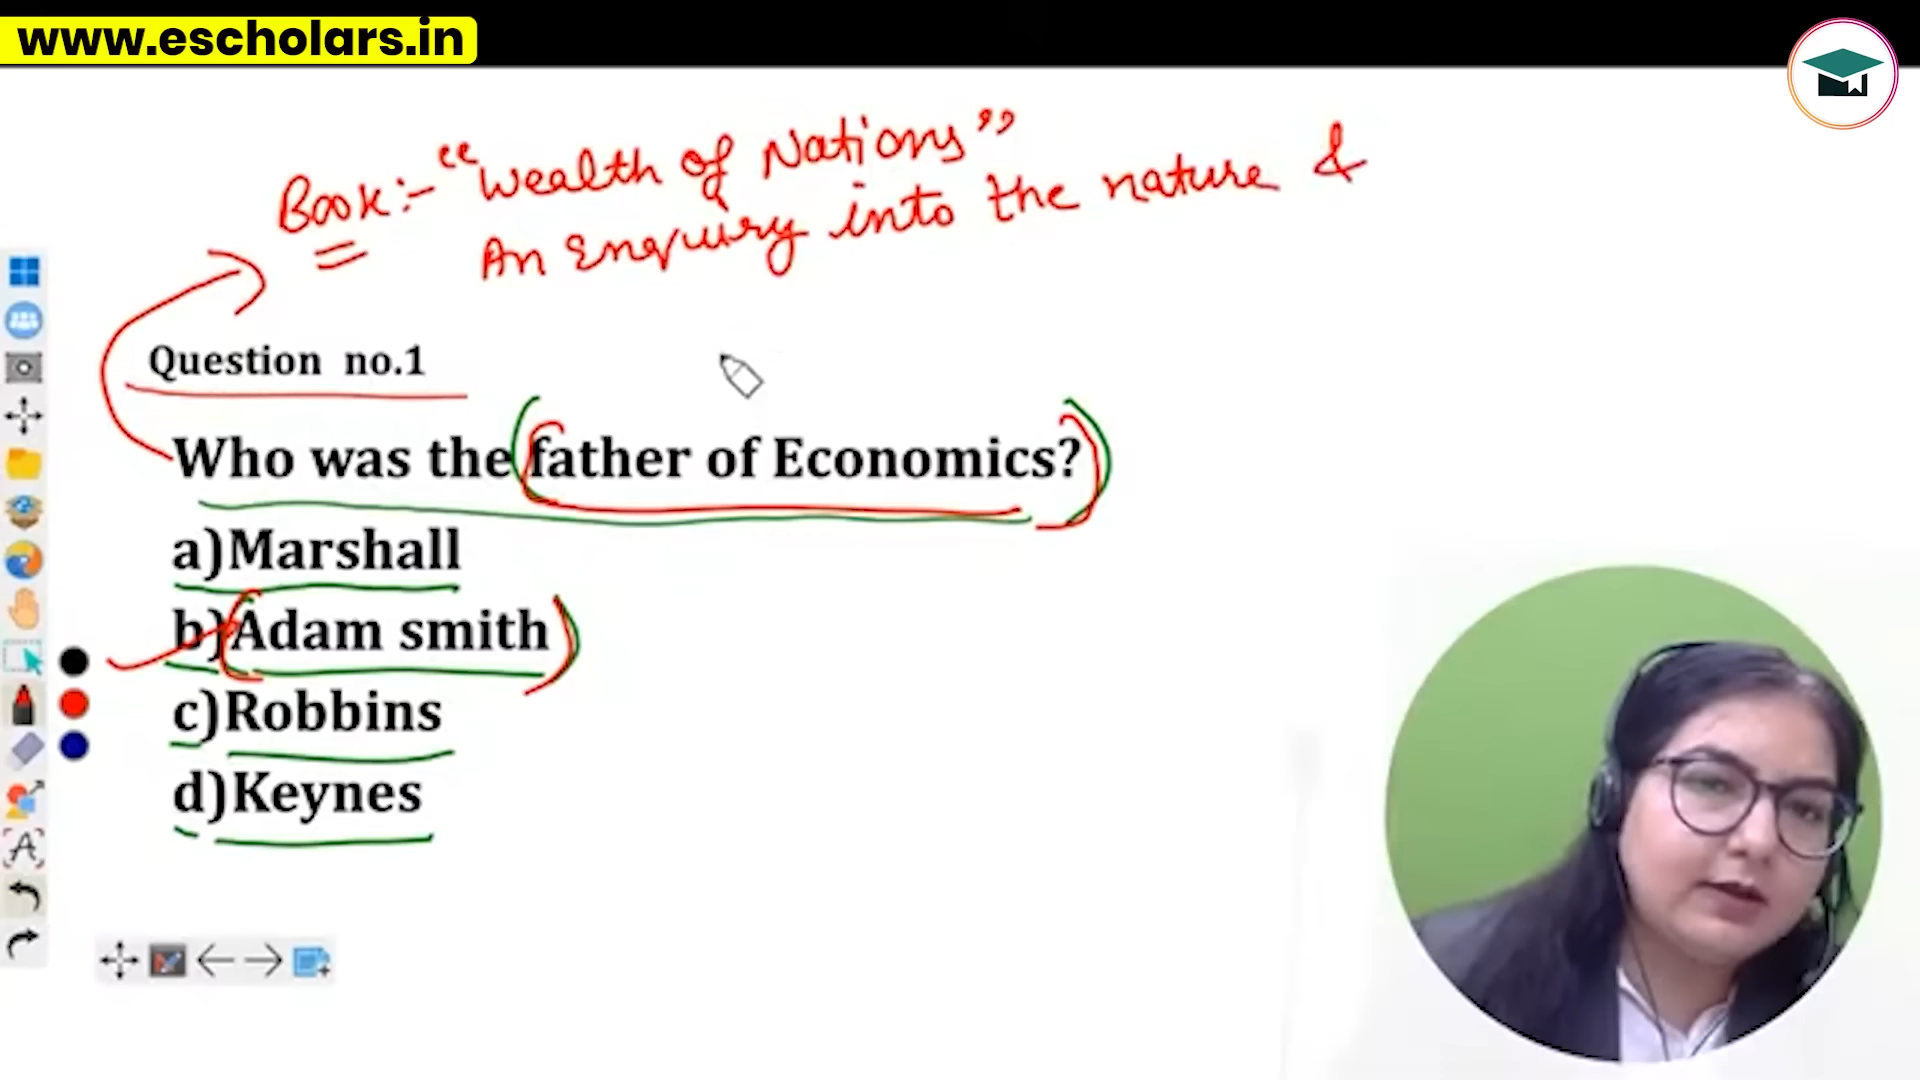 www.escholars.in
Book:- "Wealth of Nations"
An Enquiry into the nature &
Question no.1
Who was the father of Economics?
a)Marshall
b)Adam smith
c)Robbins
d)Keynes